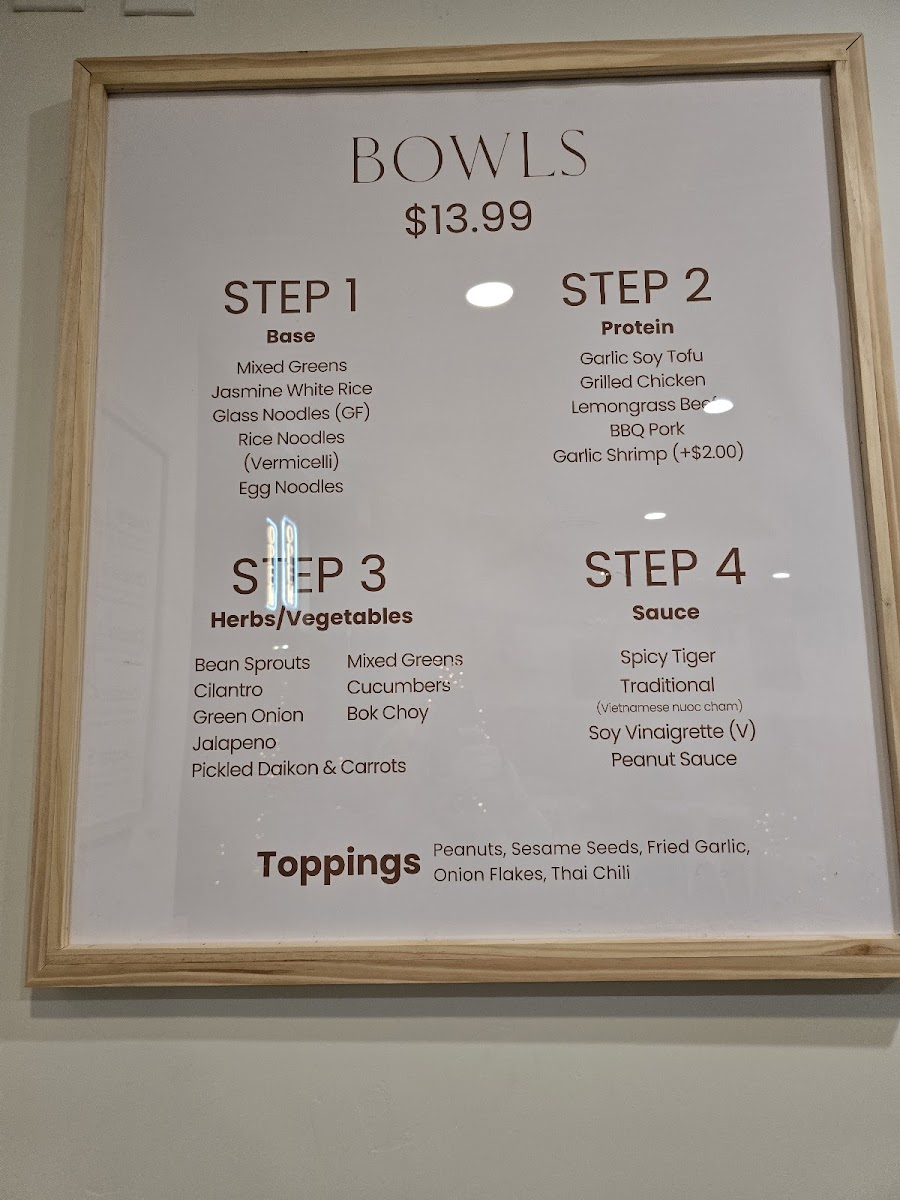 BOWLS
$13.99
STEP 1
Base
Mixed Greens
Jasmine White Rice
Glass Noodles (GF)
Rice Noodles
(Vermicelli)
Egg Noodles
STEP 2
Protein
Garlic Soy Tofu
Grilled Chicken
Lemongrass Beef
BBQ Pork
Garlic Shrimp (+$2.00)
STEP 3
Herbs/Vegetables
Bean Sprouts
Cilantro
Green Onion
Jalapeno
Pickled Daikon & Carrots
Mixed Greens
Cucumbers
Bok Choy
STEP 4
Sauce
Spicy Tiger
Traditional
(Vietnamese nuoc cham)
Soy Vinaigrette (V)
Peanut Sauce
Toppings
Peanuts, Sesame Seeds, Fried Garlic,
Onion Flakes, Thai Chili